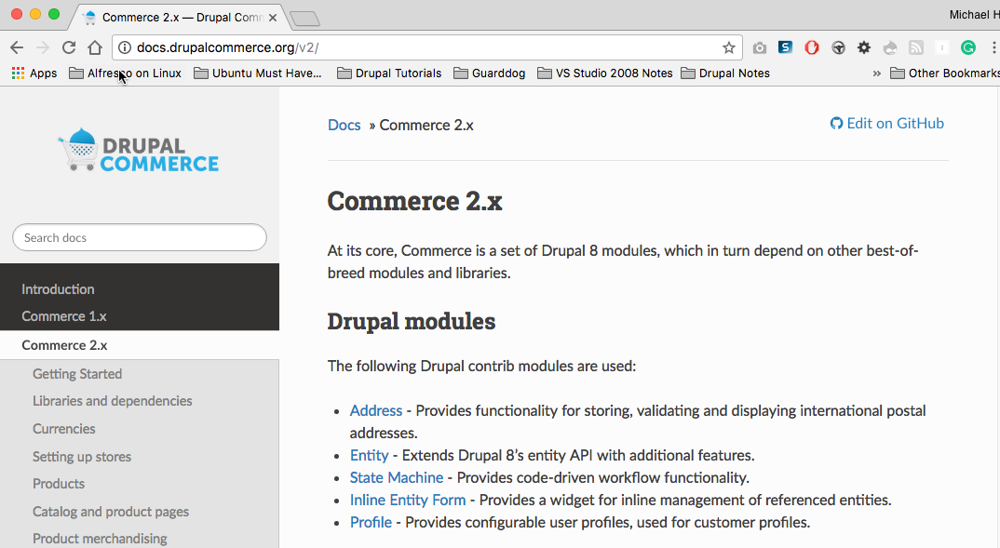 Commerce 2.x — Drupal Com
Michael H
docs.drupalcommerce.org/v2/
Apps
on Linux
Ubuntu Must Have...
Drupal Tutorials
Guarddog
VS Studio 2008 Notes
Drupal Notes
» Other Bookmarks
DRUPAL
COMMERCE
Search docs
Introduction
Commerce 1.x
Commerce 2.x
Getting Started
Libraries and dependencies
Currencies
Setting up stores
Products
Catalog and product pages
Product merchandising
Docs » Commerce 2.x
Edit on GitHub
Commerce 2.x
At its core, Commerce is a set of Drupal 8 modules, which in turn depend on other best-of-
breed modules and libraries.
Drupal modules
The following Drupal contrib modules are used:
• Address - Provides functionality for storing, validating and displaying international postal
addresses.
• Entity - Extends Drupal 8’s entity API with additional features.
• State Machine - Provides code-driven workflow functionality.
• Inline Entity Form - Provides a widget for inline management of referenced entities.
• Profile - Provides configurable user profiles, used for customer profiles.